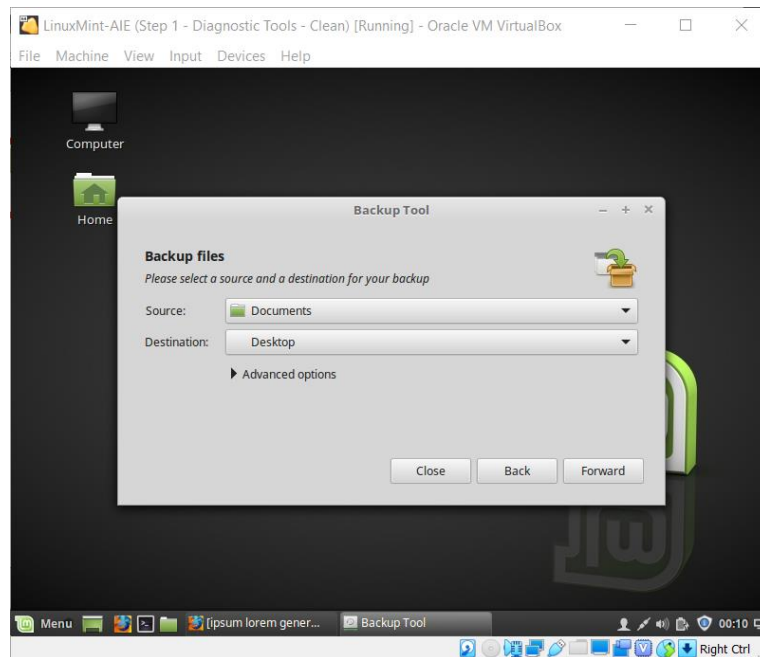 LinuxMint-AIE (Step 1 - Diagnostic Tools - Clean) [Running] - Oracle VM VirtualBox
File Machine View Input Devices Help
Computer
Home
Backup Tool
Backup files
Please select a source and a destination for your backup
Source: Documents
Destination: Desktop
Advanced options
Close Back Forward
Menu [ipsum lorem gener... Backup Tool 00:10
Right Ctrl